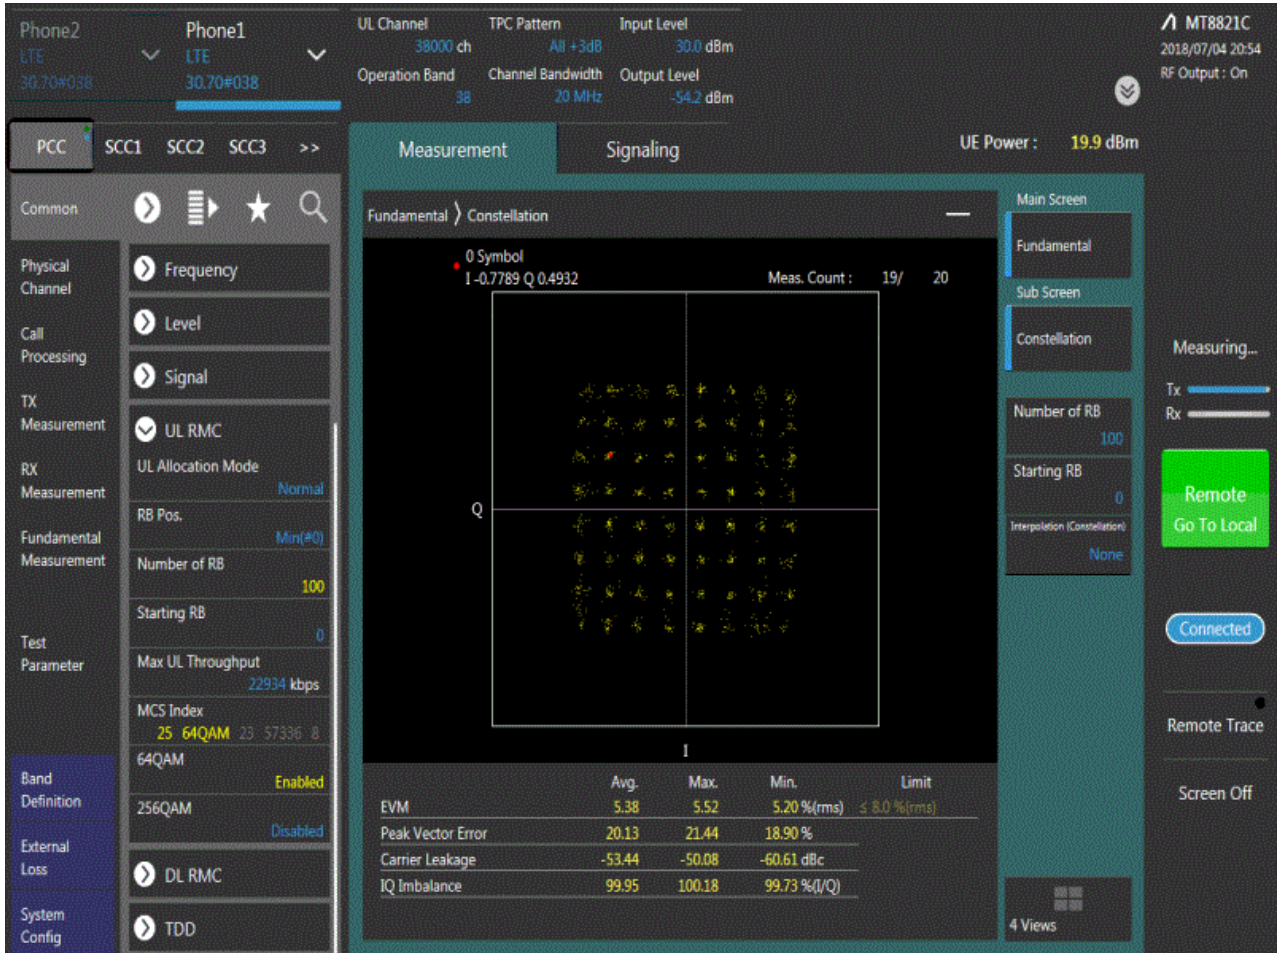 Phone2
LTE
30.70#038
Phone1
LTE
30.70#038
UL Channel
38000 ch
TPC Pattern
All +3dB
Input Level
30.0 dBm
Operation Band
38
Channel Bandwidth
20 MHz
Output Level
-54.2 dBm
MT8821C
2018/07/04 20:54
RF Output : On
PCC SCC1 SCC2 SCC3 >>
Measurement
Signaling
UE Power : 19.9 dBm
Common
Physical
Channel
Call
Processing
TX
Measurement
RX
Measurement
Fundamental
Measurement
Test
Parameter
Band
Definition
External
Loss
System
Config
Frequency
Level
Signal
UL RMC
UL Allocation Mode
Normal
RB Pos.
Min(#0)
Number of RB
100
Starting RB
0
Max UL Throughput
22934 kbps
MCS Index
25 64QAM 23 57336 8
64QAM
Enabled
256QAM
Disabled
DL RMC
TDD
Fundamental Constellation
0 Symbol
I -0.7789 Q 0.4932
Meas. Count : 19/ 20
Q
I
Avg. Max. Min. Limit
EVM 5.38 5.52 5.20 %(rms) ≤ 8.0 %(rms)
Peak Vector Error 20.13 21.44 18.90 %
Carrier Leakage -53.44 -50.08 -60.61 dBc
IQ Imbalance 99.95 100.18 99.73 %(I/Q)
Main Screen
Fundamental
Sub Screen
Constellation
Number of RB
100
Starting RB
0
Interpolation (Constellation)
None
4 Views
Measuring...
Tx
Rx
Remote
Go To Local
Connected
Remote Trace
Screen Off